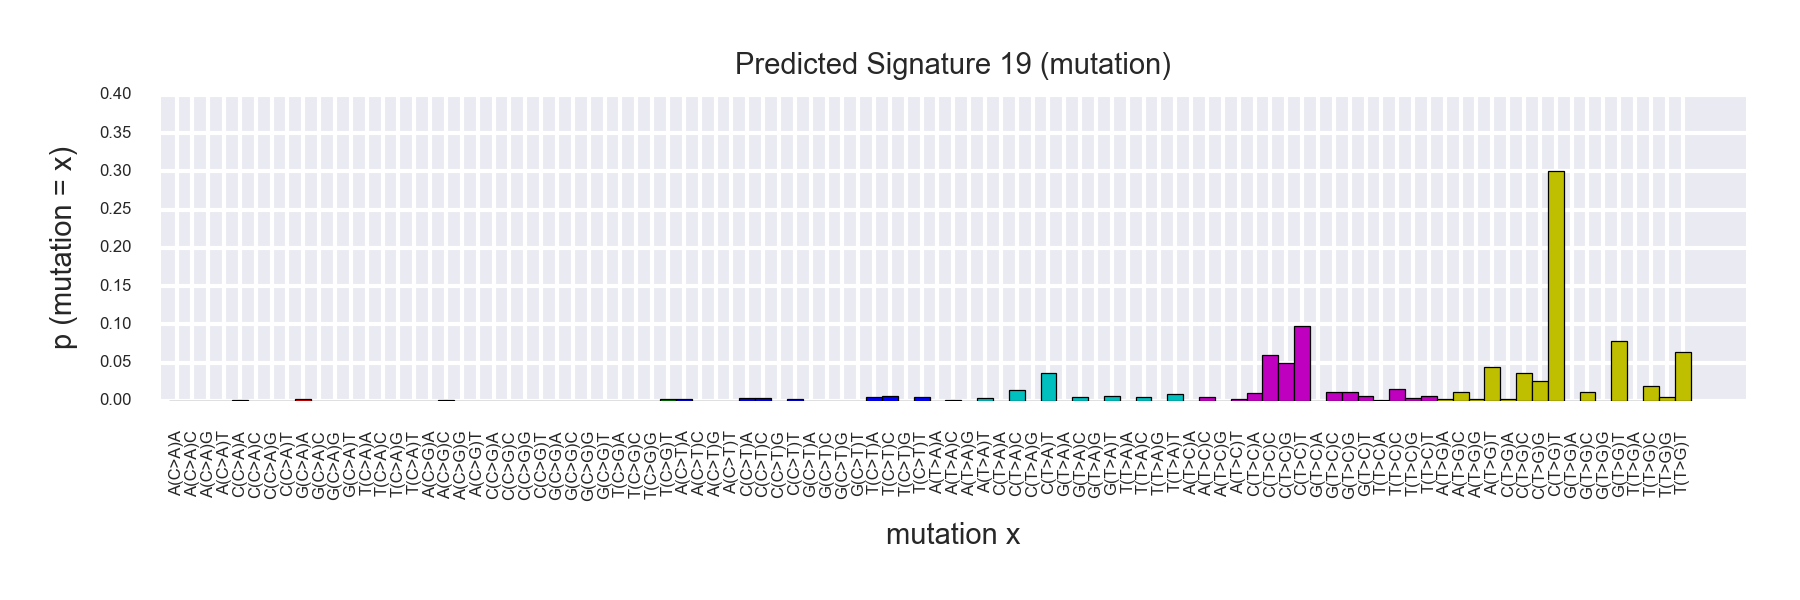 Predicted Signature 19 (mutation)
p (mutation = x)
0.40
0.35
0.30
0.25
0.20
0.15
0.10
0.05
0.00
A(C>A)A
A(C>A)C
A(C>A)G
A(C>A)T
C(C>A)A
C(C>A)C
C(C>A)G
C(C>A)T
G(C>A)A
G(C>A)C
G(C>A)G
G(C>A)T
T(C>A)A
T(C>A)C
T(C>A)G
T(C>A)T
A(C>G)A
A(C>G)C
A(C>G)G
A(C>G)T
C(C>G)A
C(C>G)C
C(C>G)G
C(C>G)T
G(C>G)A
G(C>G)C
G(C>G)G
G(C>G)T
T(C>G)A
T(C>G)C
T(C>G)G
T(C>G)T
A(C>T)A
A(C>T)C
A(C>T)G
A(C>T)T
C(C>T)A
C(C>T)C
C(C>T)G
C(C>T)T
G(C>T)A
G(C>T)C
G(C>T)G
G(C>T)T
T(C>T)A
T(C>T)C
T(C>T)G
T(C>T)T
A(T>A)A
A(T>A)C
A(T>A)G
A(T>A)T
C(T>A)A
C(T>A)C
C(T>A)G
C(T>A)T
G(T>A)A
G(T>A)C
G(T>A)G
G(T>A)T
T(T>A)A
T(T>A)C
T(T>A)G
T(T>A)T
A(T>C)A
A(T>C)C
A(T>C)G
A(T>C)T
C(T>C)A
C(T>C)C
C(T>C)G
C(T>C)T
G(T>C)A
G(T>C)C
G(T>C)G
G(T>C)T
T(T>C)A
T(T>C)C
T(T>C)G
T(T>C)T
A(T>G)A
A(T>G)C
A(T>G)G
A(T>G)T
C(T>G)A
C(T>G)C
C(T>G)G
C(T>G)T
G(T>G)A
G(T>G)C
G(T>G)G
G(T>G)T
T(T>G)A
T(T>G)C
T(T>G)G
T(T>G)T
mutation x